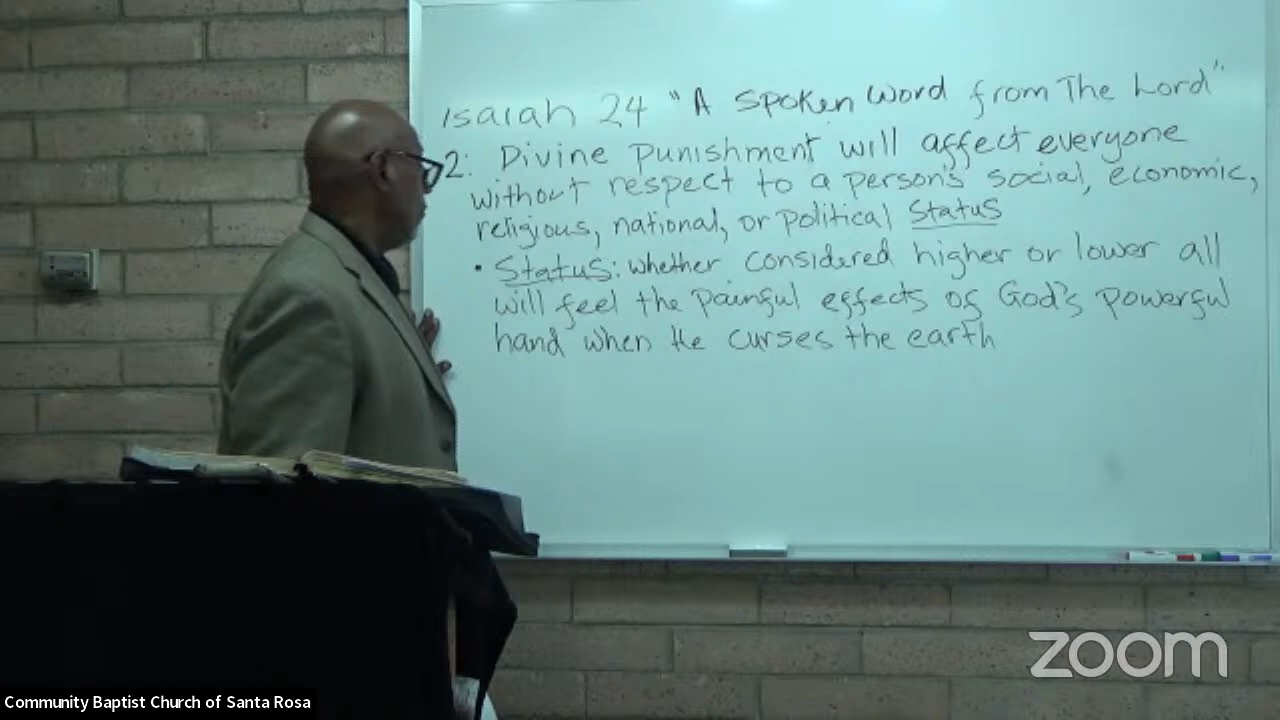 Isaiah 24 "A Spoken Word from The Lord"
2: Divine punishment will affect everyone
without respect to a person's social, economic,
religious, national, or political status
• Status: whether considered higher or lower all
will feel the painful effects of God's powerful
hand when He curses the earth
zoom
Community Baptist Church of Santa Rosa